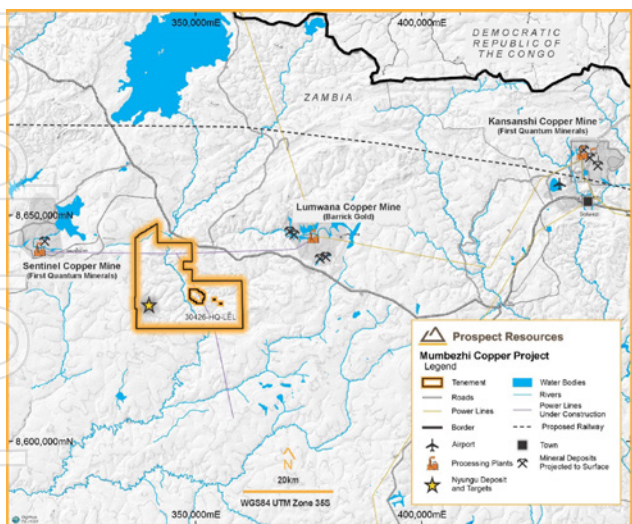 350,000mE
400,000mE
DEMOCRATIC
REPUBLIC OF
THE CONGO
ZAMBIA
Kansanshi Copper Mine
(First Quantum Minerals)
Solwezi
8,650,000mN
Lumwana Copper Mine
(Barrick Gold)
Sentinel Copper Mine
(First Quantum Minerals)
30426-HQ-LEL
Prospect Resources
Mumbezhi Copper Project
Legend
Tenement
Water Bodies
Roads
Rivers
Power Lines
Power Lines
Under Construction
Border
Proposed Railway
Airport
Town
Processing Plants
Mineral Deposits
Projected to Surface
Nyungu Deposit
and Targets
8,600,000mN
N
20km
WGS84 UTM Zone 35S
350,000mE
400,000mE